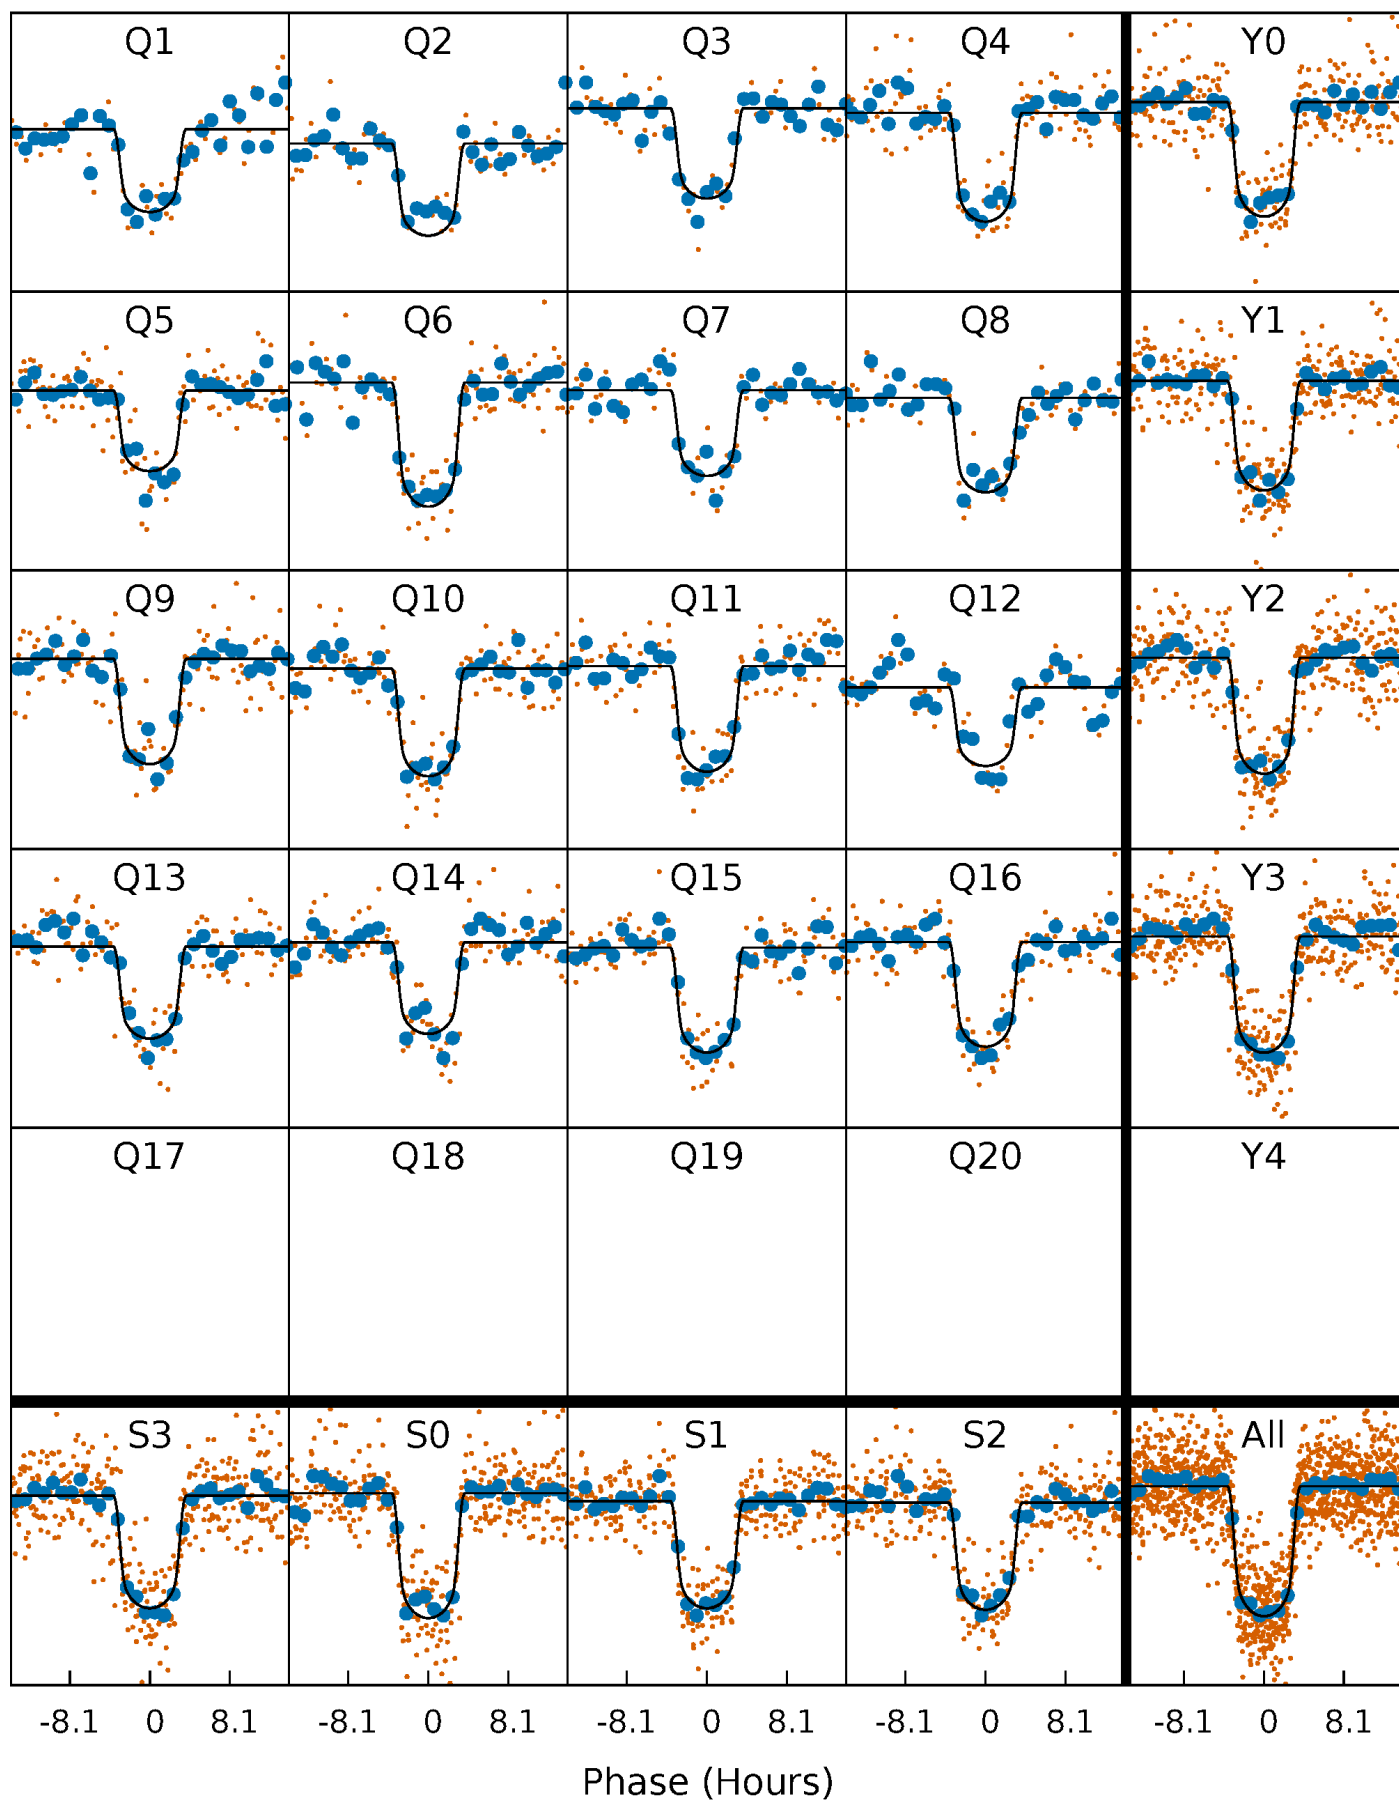 Q1 Q2 Q3 Q4 Y0
Q5 Q6 Q7 Q8 Y1
Q9 Q10 Q11 Q12 Y2
Q13 Q14 Q15 Q16 Y3
Q17 Q18 Q19 Q20 Y4
S3 S0 S1 S2 All
-8.1 0 8.1 -8.1 0 8.1 -8.1 0 8.1 -8.1 0 8.1 -8.1 0 8.1
Phase (Hours)